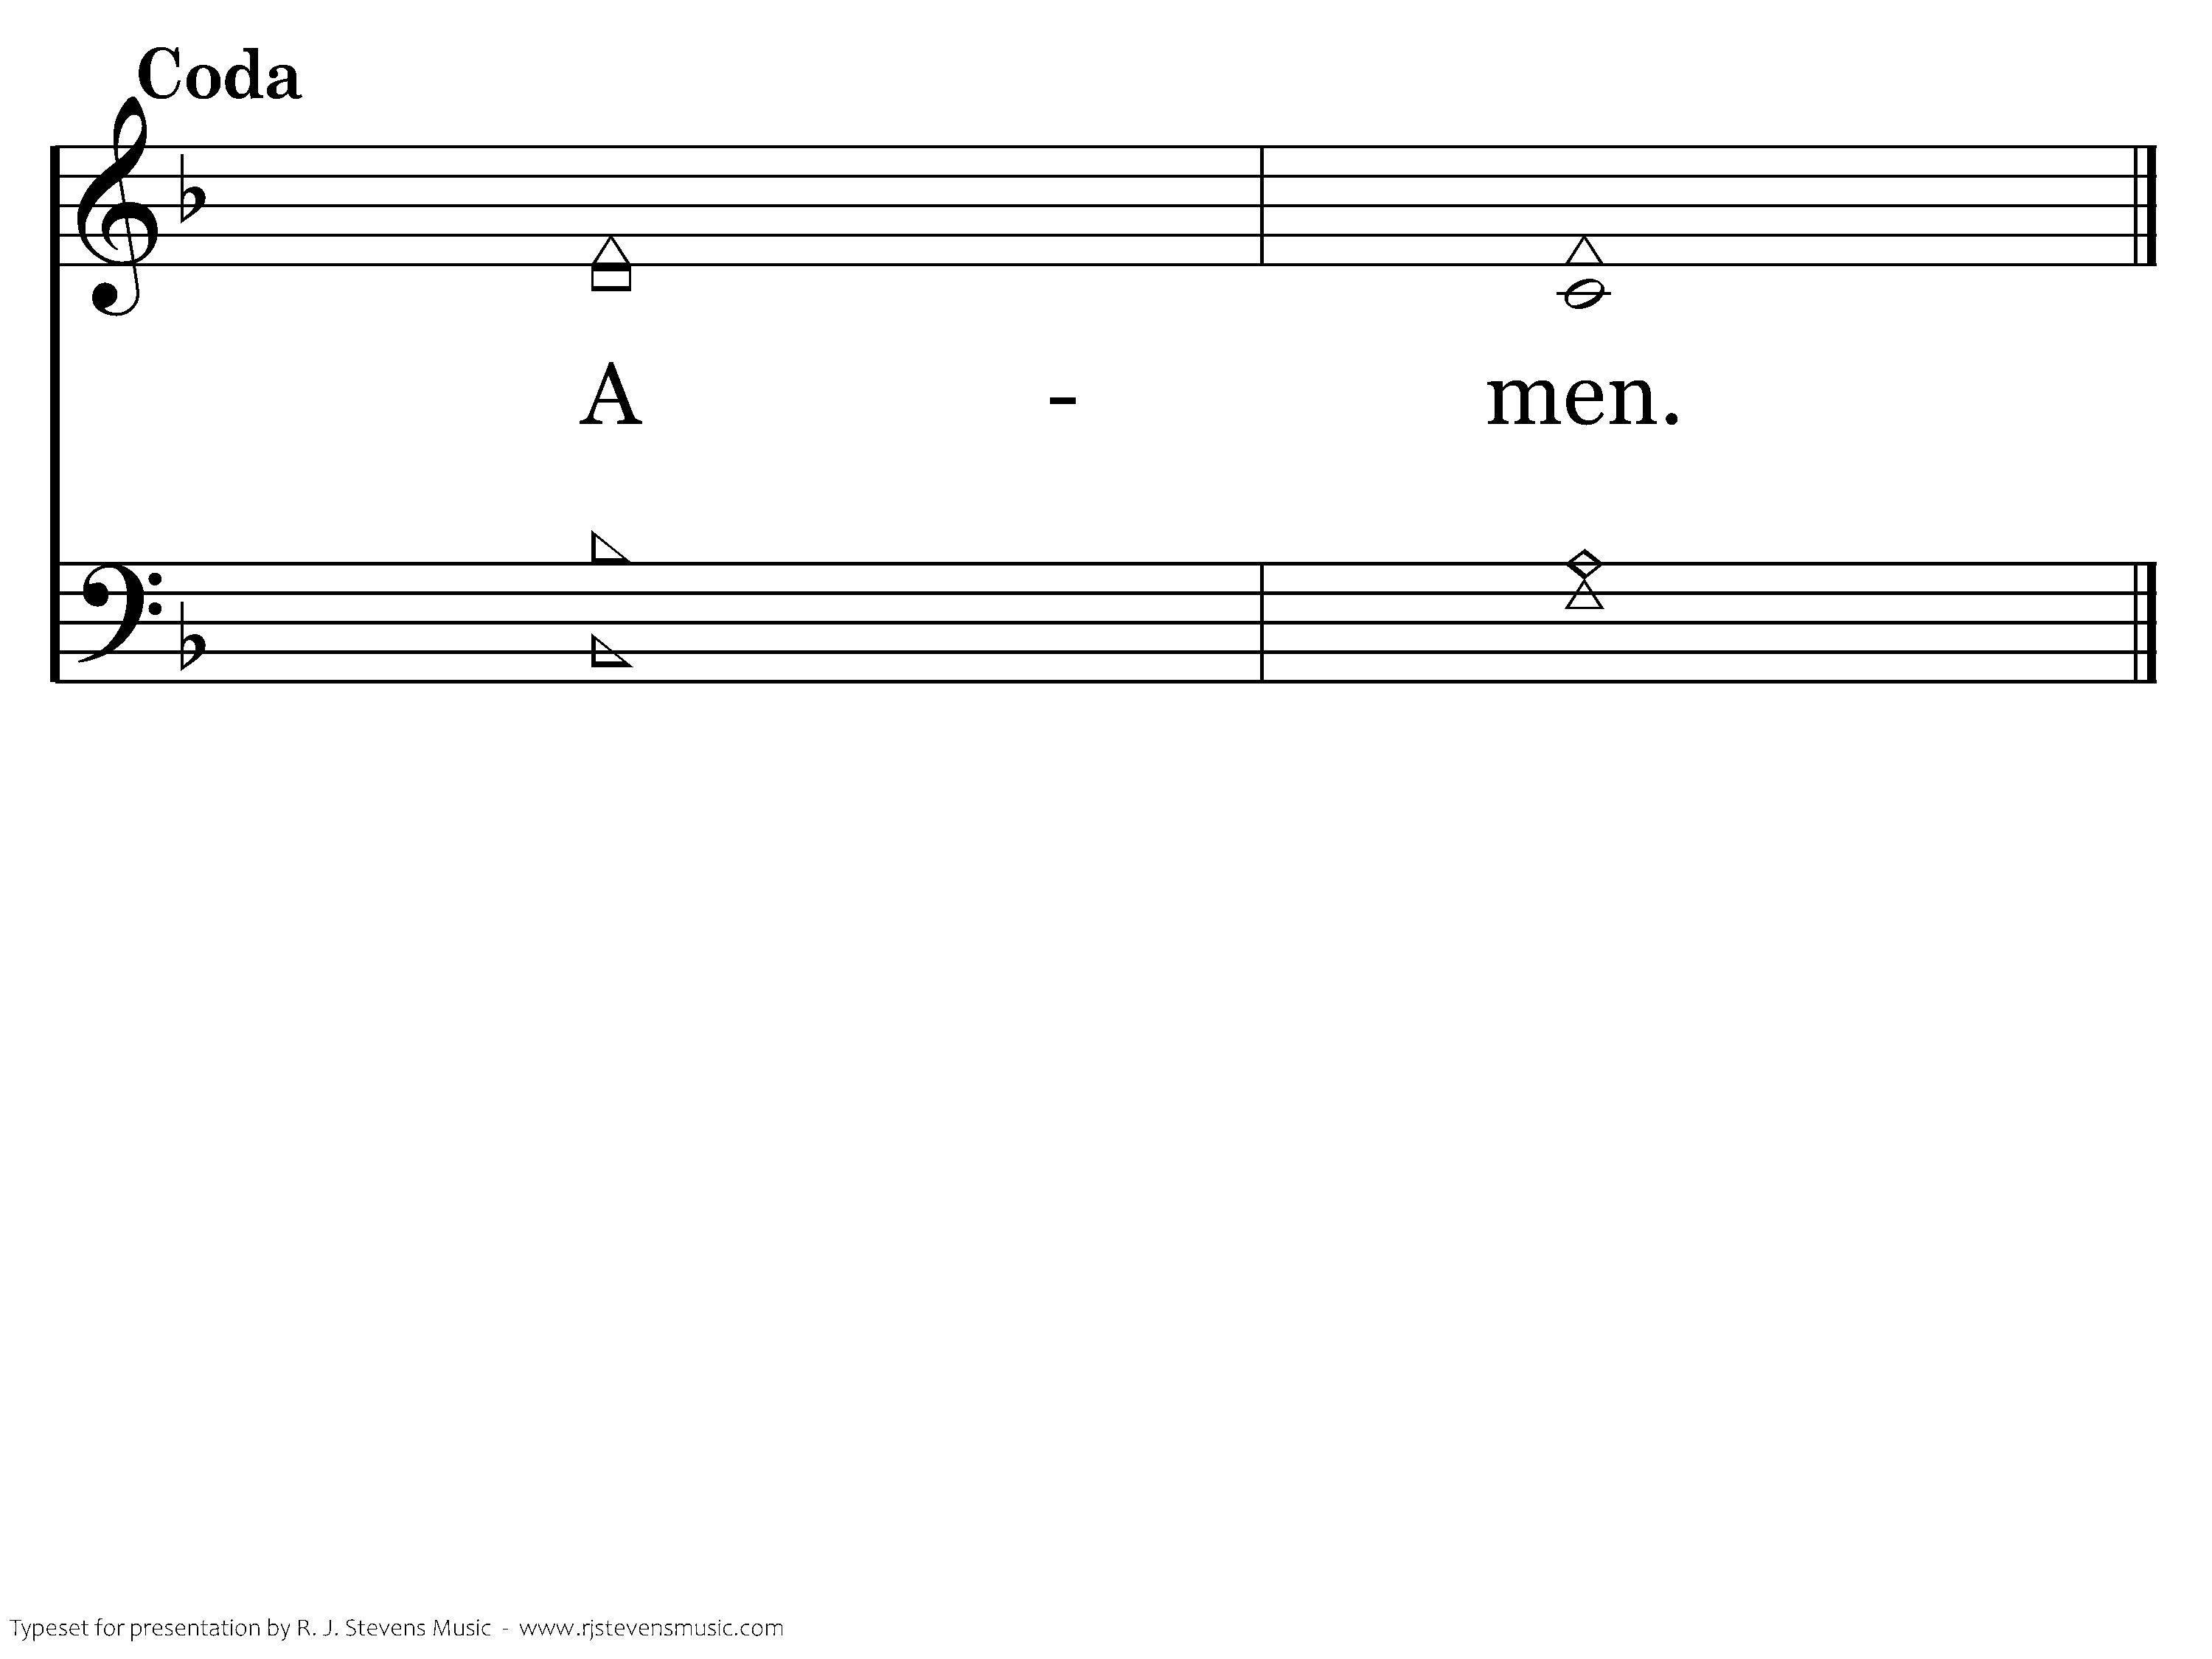 Coda
A - men.
Typeset for presentation by R. J. Stevens Music - www.rjstevensmusic.com